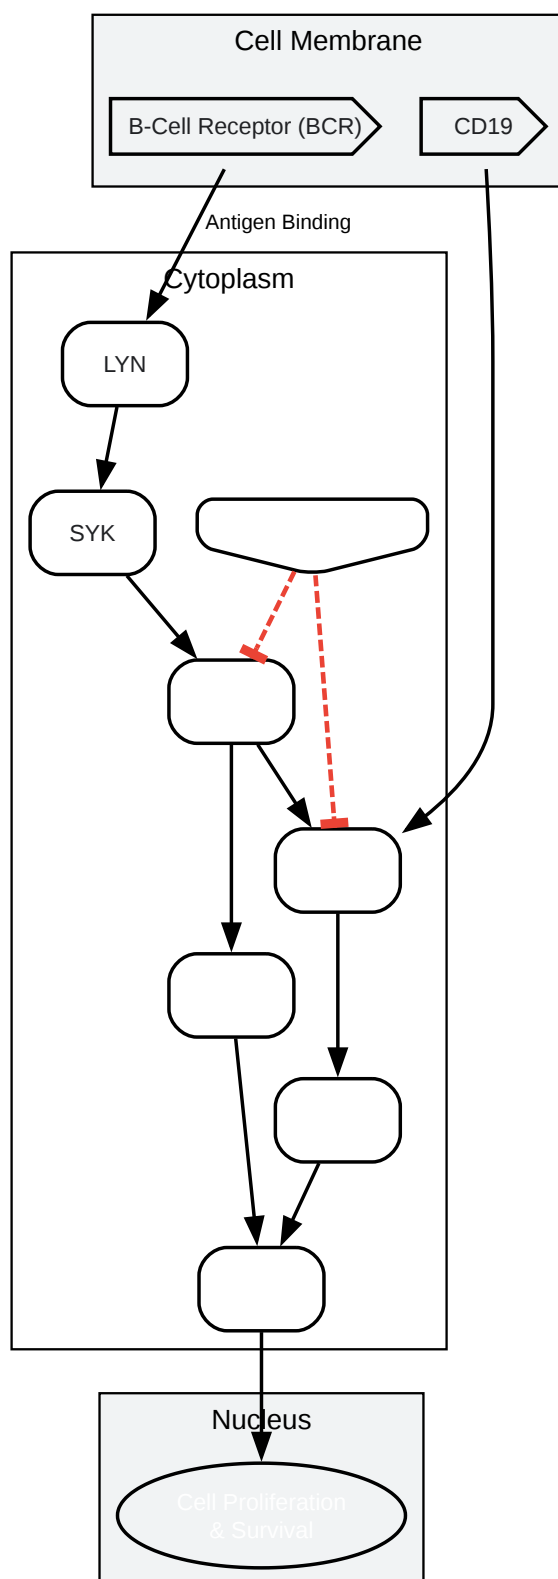 Cell Membrane
B-Cell Receptor (BCR)
CD19
Antigen Binding
Cytoplasm
LYN
SYK
Nucleus
Cell Proliferation
& Survival